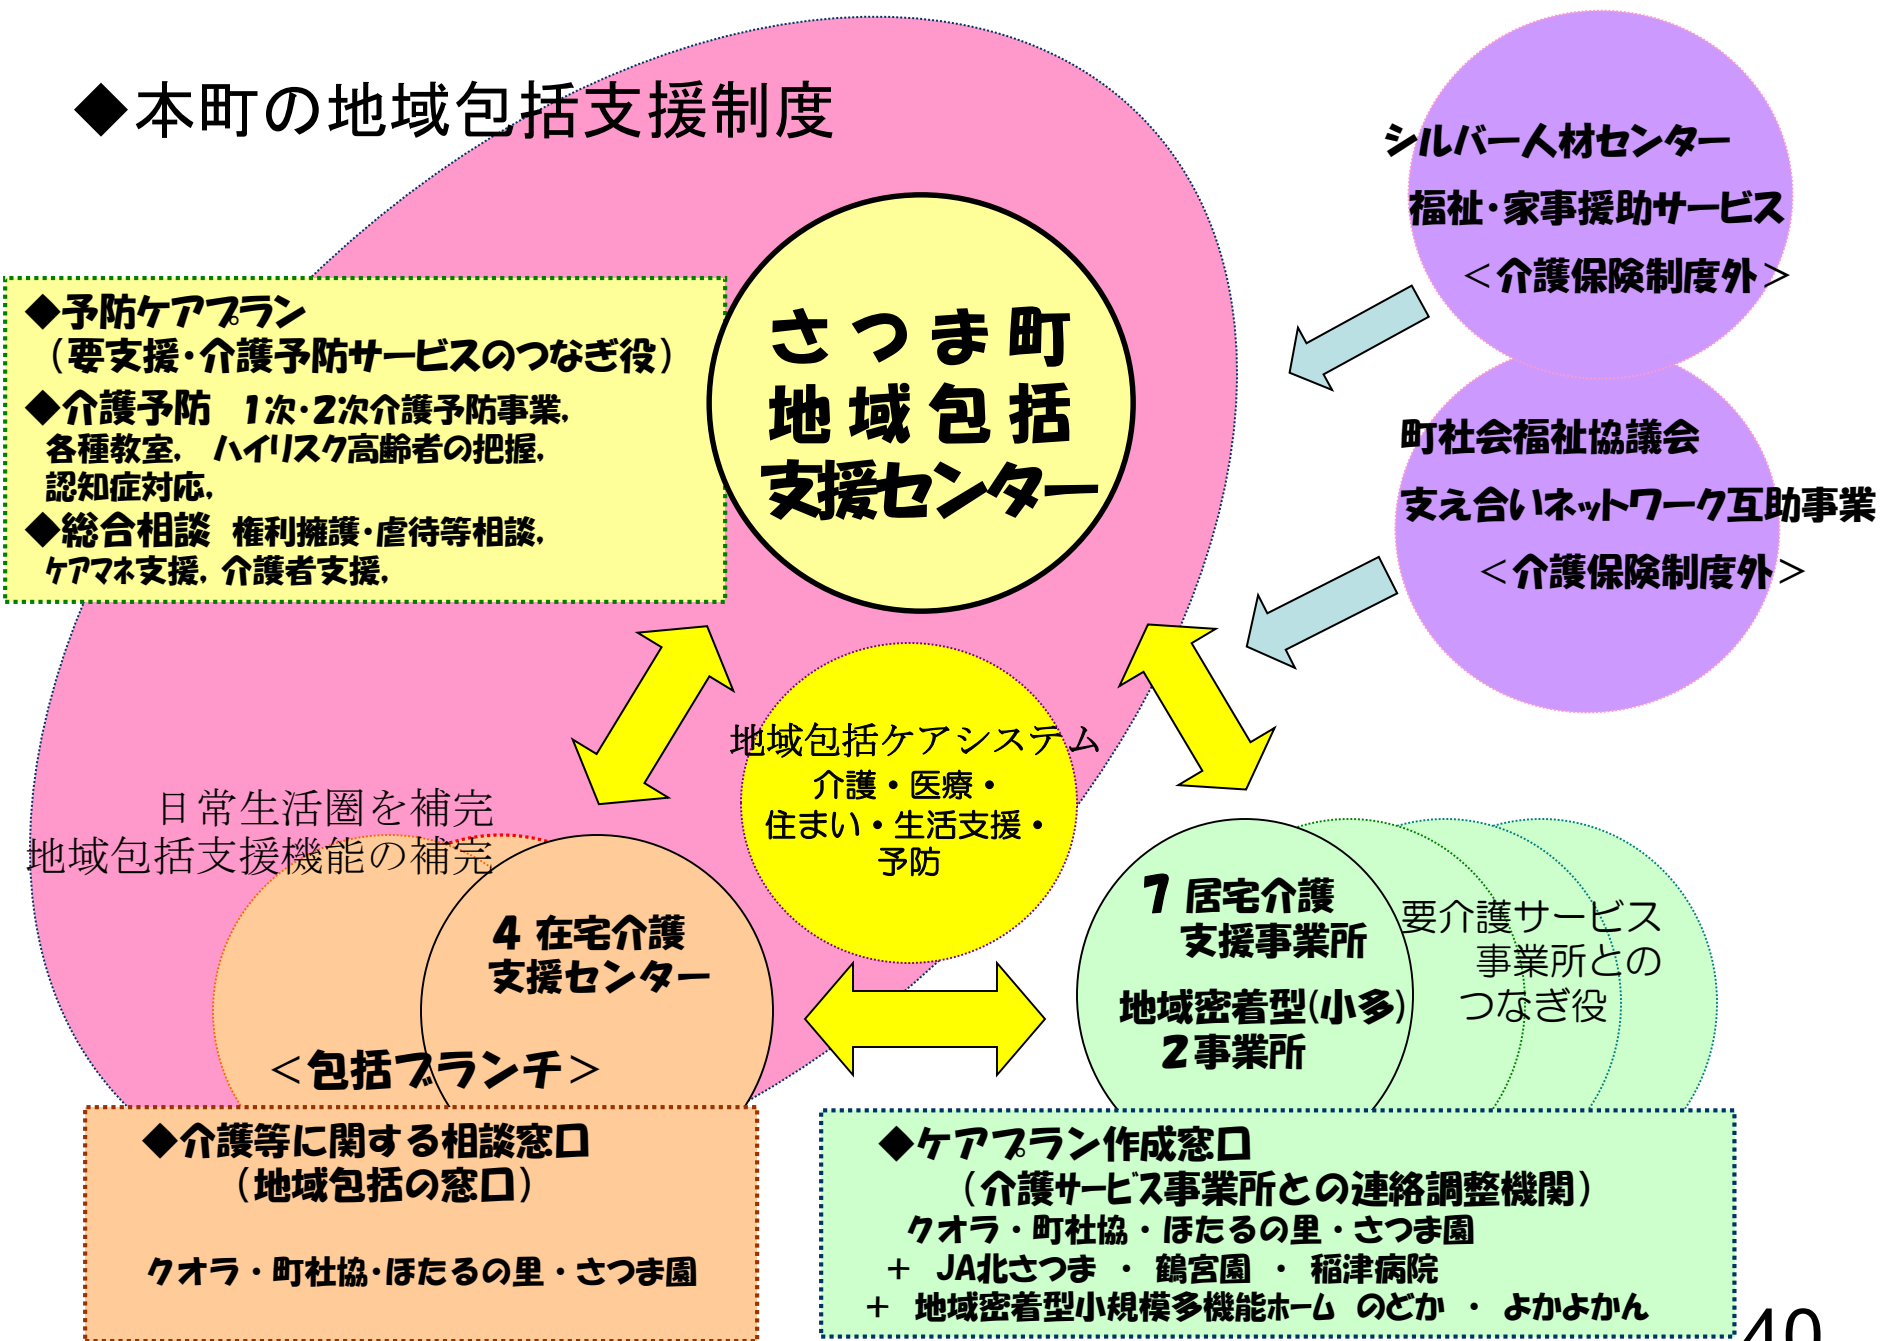 ◆本町の地域包括支援制度
シルバー人材センター
福祉・家事援助サービス
＜介護保険制度外＞
町社会福祉協議会
支え合いネットワーク互助事業
＜介護保険制度外＞
さつま町
地域包括
支援センター
◆予防ケアプラン
（要支援・介護予防サービスのつなぎ役）
◆介護予防　1次・2次介護予防事業,
各種教室,　ハイリスク高齢者の把握,
認知症対応,
◆総合相談　権利擁護・虐待等相談,
ケアマネ支援, 介護者支援,
地域包括ケアシステム
介護・医療・
住まい・生活支援・
予防
日常生活圏を補完
地域包括支援機能の補完
4 在宅介護
支援センター
＜包括ブランチ＞
◆介護等に関する相談窓口
（地域包括の窓口）
クオラ・町社協・ほたるの里・さつま園
7 居宅介護
支援事業所
地域密着型(小多)
2事業所
要介護サービス
事業所との
つなぎ役
◆ケアプラン作成窓口
（介護サービス事業所との連絡調整機関）
クオラ・町社協・ほたるの里・さつま園
＋　JA北さつま　・　鶴宮園　・　稲津病院
＋　地域密着型小規模多機能ホーム　のどか　・　よかよかん
40